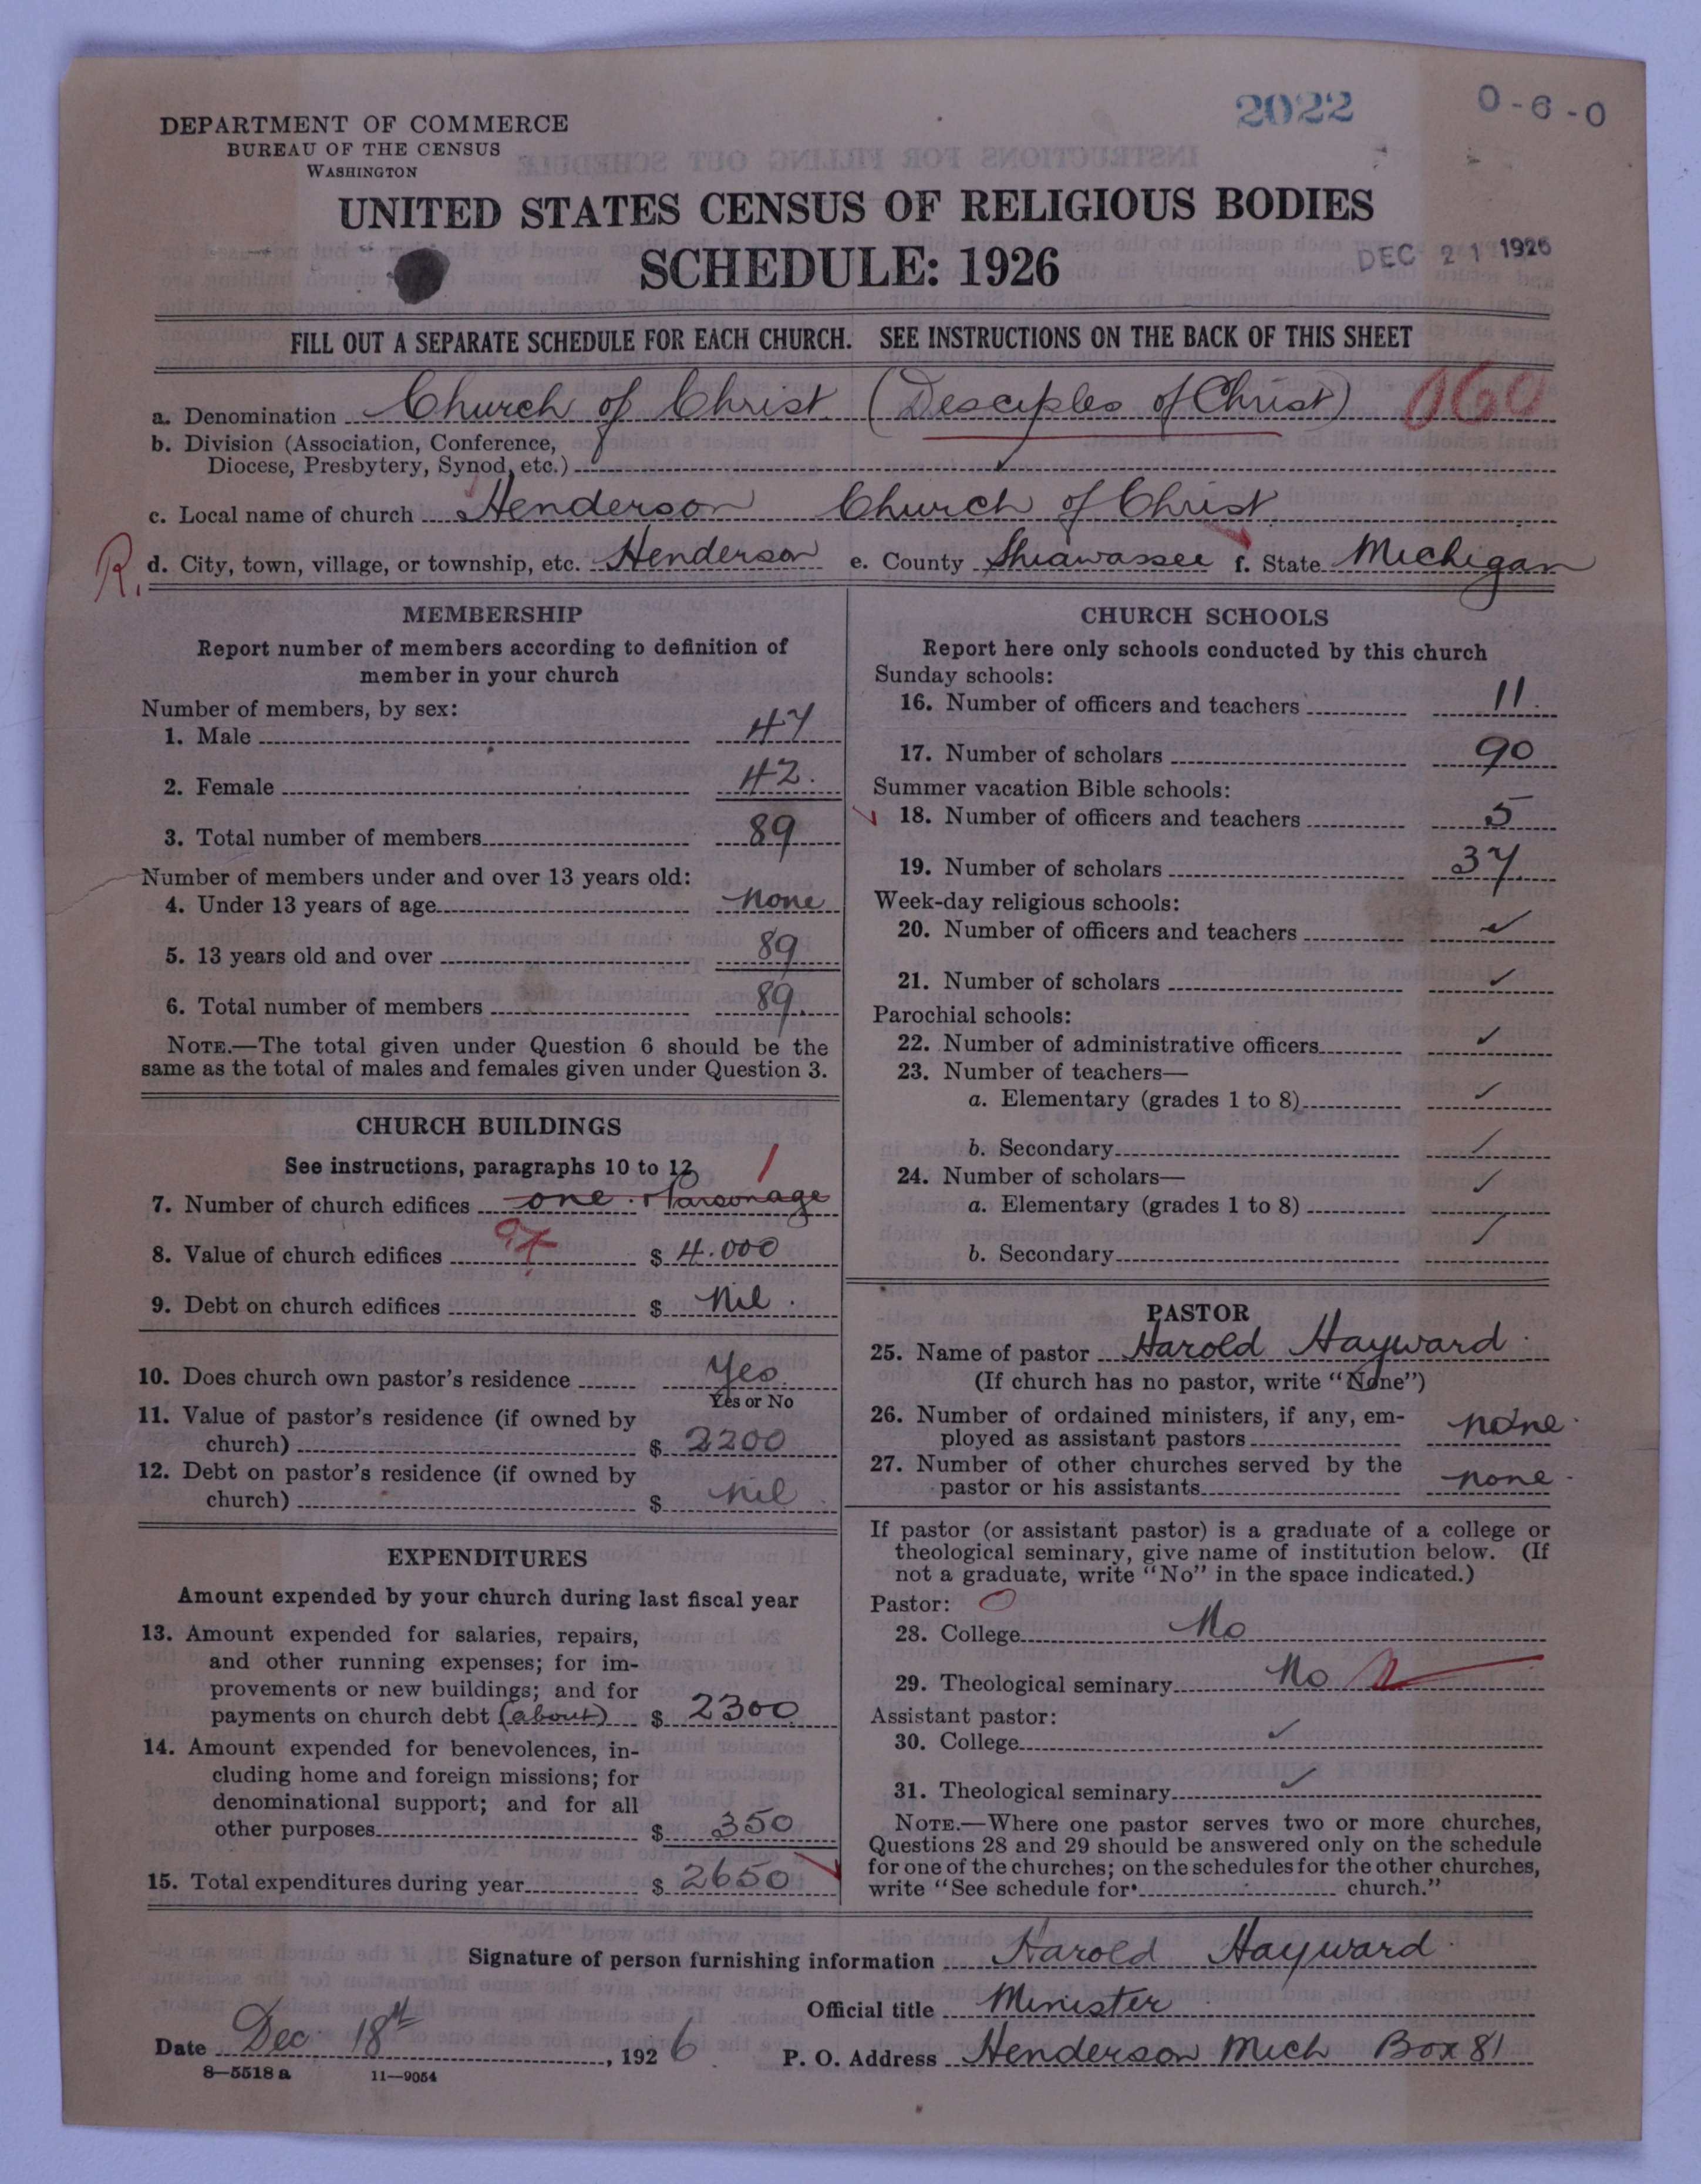 2022
0-6-0
DEPARTMENT OF COMMERCE
BUREAU OF THE CENSUS
WASHINGTON
UNITED STATES CENSUS OF RELIGIOUS BODIES
SCHEDULE: 1926
DEC 21 1926
FILL OUT A SEPARATE SCHEDULE FOR EACH CHURCH. SEE INSTRUCTIONS ON THE BACK OF THIS SHEET
a. Denomination Church of Christ (Desciples of Christ) 060
b. Division (Association, Conference,
Diocese, Presbytery, Synod, etc.)
c. Local name of church Henderson Church of Christ
R. d. City, town, village, or township, etc. Henderson e. County Shiawassee f. State Michigan
MEMBERSHIP
Report number of members according to definition of
member in your church
Number of members, by sex:
1. Male 47
2. Female 42.
3. Total number of members 89
Number of members under and over 13 years old:
4. Under 13 years of age none
5. 13 years old and over 89
6. Total number of members 89.
NOTE.—The total given under Question 6 should be the
same as the total of males and females given under Question 3.
CHURCH BUILDINGS
See instructions, paragraphs 10 to 12
1
7. Number of church edifices one + Parsonage
8. Value of church edifices $ 4.000
9. Debt on church edifices $ Nil.
10. Does church own pastor's residence Yes.
Yes or No
11. Value of pastor's residence (if owned by
church) $ 2200
12. Debt on pastor's residence (if owned by
church) $ nil
EXPENDITURES
Amount expended by your church during last fiscal year
13. Amount expended for salaries, repairs,
and other running expenses; for im-
provements or new buildings; and for
payments on church debt (about) $ 2300
14. Amount expended for benevolences, in-
cluding home and foreign missions; for
denominational support; and for all
other purposes $ 350
15. Total expenditures during year $ 2650
CHURCH SCHOOLS
Report here only schools conducted by this church
Sunday schools:
16. Number of officers and teachers 11.
17. Number of scholars 90
Summer vacation Bible schools:
✓ 18. Number of officers and teachers 5
19. Number of scholars 37.
Week-day religious schools:
20. Number of officers and teachers ✓
21. Number of scholars ✓
Parochial schools:
22. Number of administrative officers ✓
23. Number of teachers—
a. Elementary (grades 1 to 8) ✓
b. Secondary ✓
24. Number of scholars—
a. Elementary (grades 1 to 8) ✓
b. Secondary ✓
PASTOR
25. Name of pastor Harold Hayward.
(If church has no pastor, write "None")
26. Number of ordained ministers, if any, em-
ployed as assistant pastors none.
27. Number of other churches served by the
pastor or his assistants none.
If pastor (or assistant pastor) is a graduate of a college or
theological seminary, give name of institution below. (If
not a graduate, write "No" in the space indicated.)
Pastor: O
28. College No
29. Theological seminary No
Assistant pastor:
30. College ✓
31. Theological seminary ✓
NOTE.—Where one pastor serves two or more churches,
Questions 28 and 29 should be answered only on the schedule
for one of the churches; on the schedules for the other churches,
write "See schedule for church."
Signature of person furnishing information Harold Hayward.
Official title Minister
Date Dec 18th, 1926. P. O. Address Henderson Mich Box 81
8—5518 a 11—9054